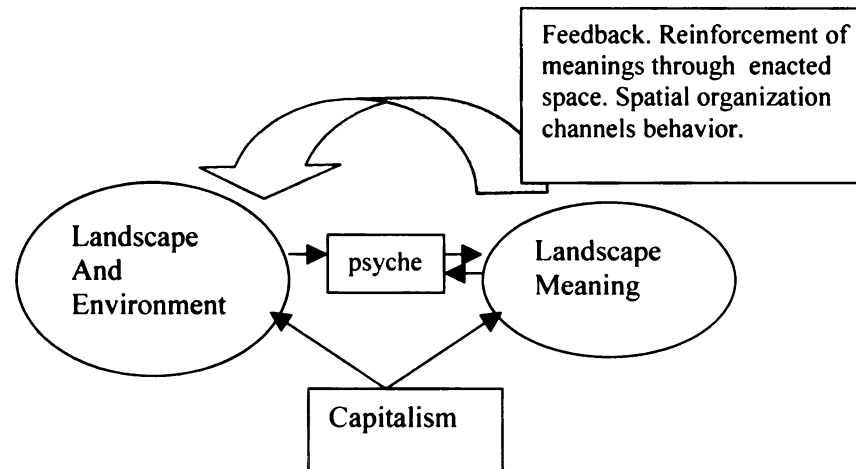 Feedback. Reinforcement of
meanings through enacted
space. Spatial organization
channels behavior.
Landscape
And
Environment
psyche
Landscape
Meaning
Capitalism